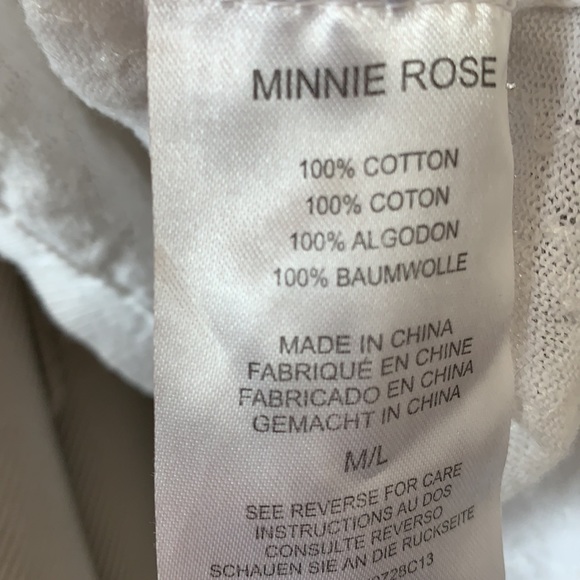 MINNIE ROSE
100% COTTON
100% COTON
100% ALGODON
100% BAUMWOLLE
MADE IN CHINA
FABRIQUÉ EN CHINE
FABRICADO EN CHINA
GEMACHT IN CHINA
M/L
SEE REVERSE FOR CARE
INSTRUCTIONS AU DOS
CONSULTE REVERSO
SCHAUEN SIE AN DIE RUCKSEITE